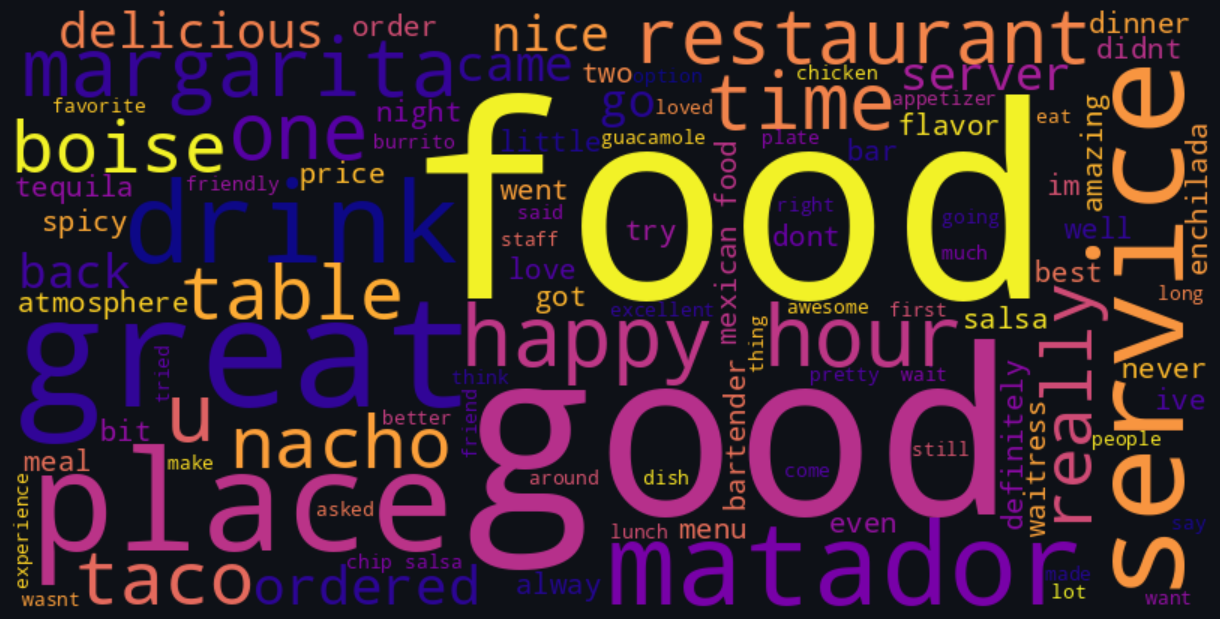 delicious
order
nice
restaurant
dinner
didnt
margarita
came
two
option
chicken
server
time
favorite
night
go
loved
appetizer
eat
boise
one
burrito
little
guacamole
plate
bar
flavor
amazing
service
enchilada
tequila
friendly
price
went
food
mexican food
im
spicy
drink
said
staff
try
right
dont
going
much
well
back
love
best
atmosphere
table
got
excellent
awesome
first
salsa
long
great
happy
hour
thing
really
tried
think
pretty
wait
never
ive
bit
u
nacho
better
friend
good
bartender
definitely
waitress
people
meal
make
place
around
dish
come
still
experience
asked
lunch
menu
even
say
chip salsa
matador
made
taco
ordered
alway
lot
wasnt
want